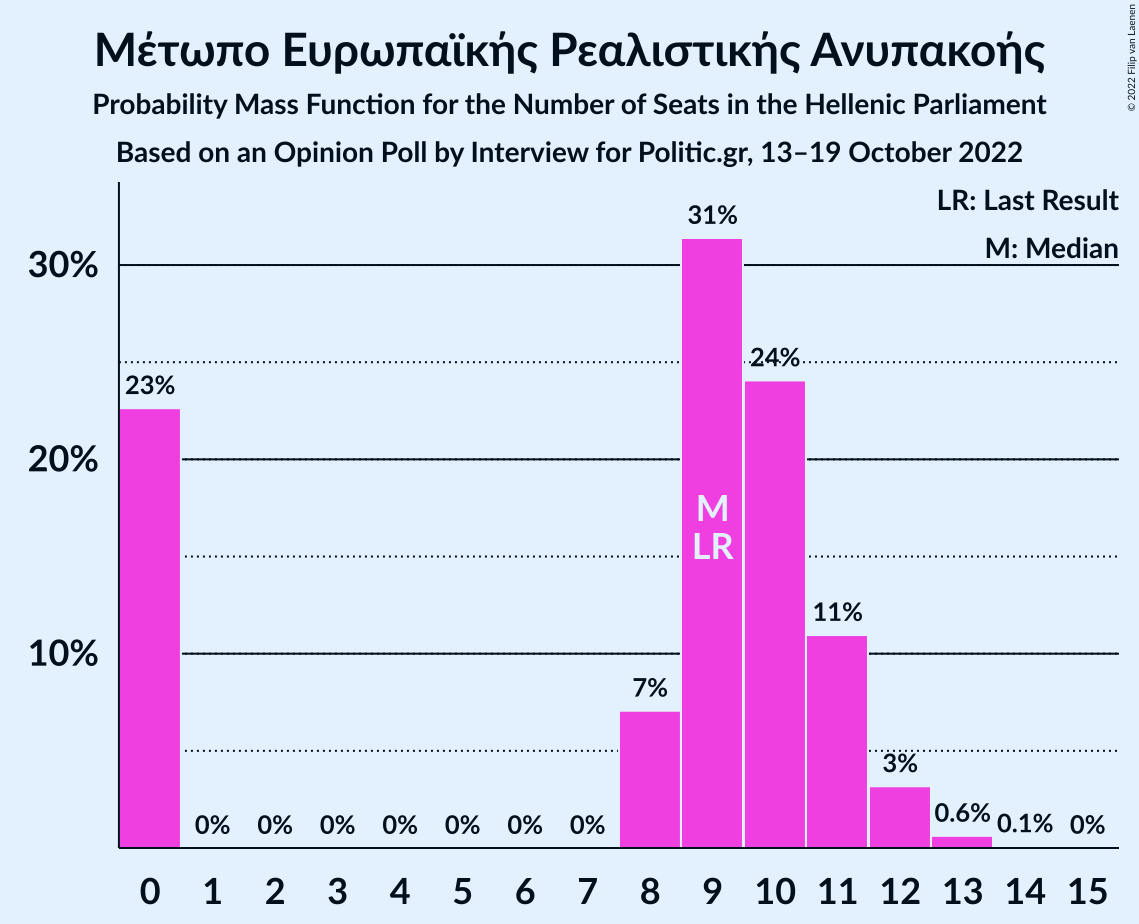 Μέτωπο Ευρωπαϊκής Ρεαλιστικής Ανυπακοής
Probability Mass Function for the Number of Seats in the Hellenic Parliament
Based on an Opinion Poll by Interview for Politic.gr, 13–19 October 2022
© 2022 Filip van Laenen
LR: Last Result
M: Median
30%
20%
10%
23%
0%
0%
0%
0%
0%
0%
0%
7%
31%
M
LR
24%
11%
3%
0.6%
0.1%
0%
0 1 2 3 4 5 6 7 8 9 10 11 12 13 14 15